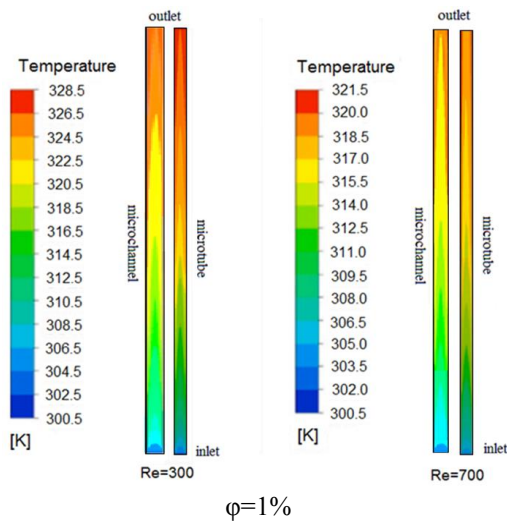 outlet
Temperature
328.5
326.5
324.5
322.5
320.5
318.5
316.5
314.5
312.5
310.5
308.5
306.5
304.5
302.5
300.5
[K]
microchannel
microtube
inlet
Re=300
outlet
Temperature
321.5
320.0
318.5
317.0
315.5
314.0
312.5
311.0
309.5
308.0
306.5
305.0
303.5
302.0
300.5
[K]
microchannel
microtube
inlet
Re=700
φ=1%